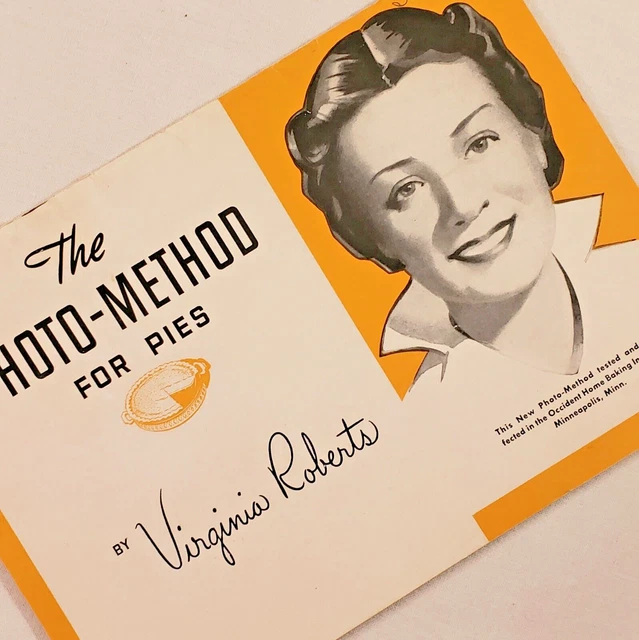 The
HOTO-METHOD
FOR PIES
BY Virginia Roberts
This New Photo-Method tested and
fected in the Occident Home Baking In
Minneapolis, Minn.